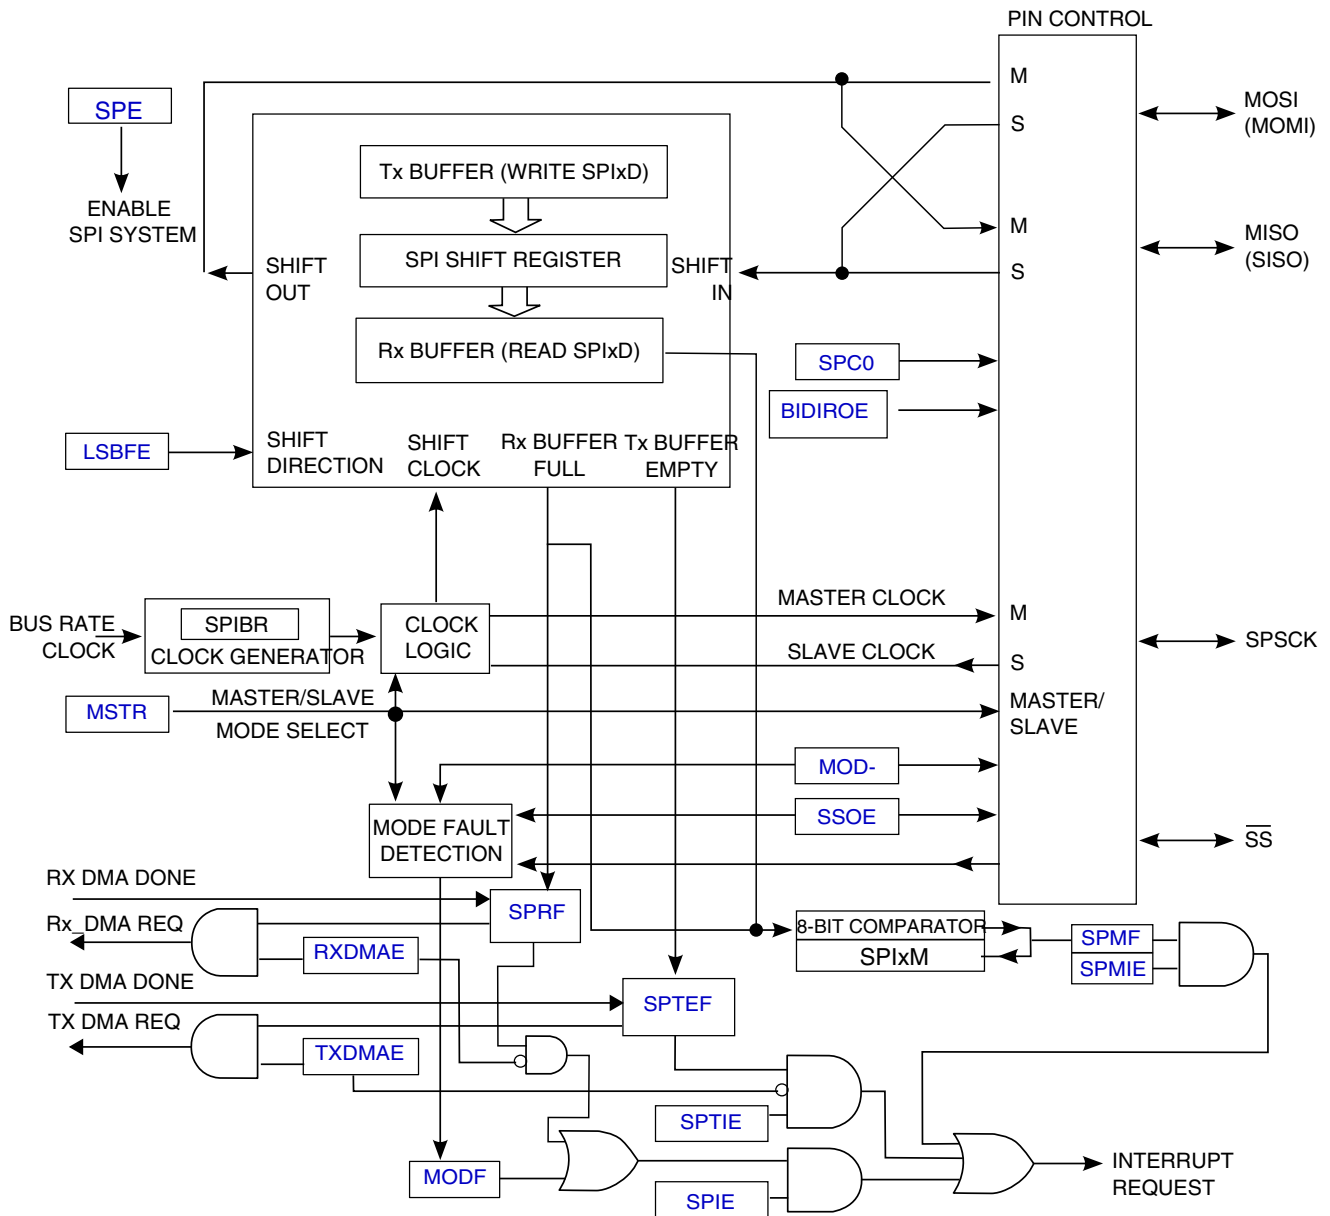 PIN CONTROL
M
SPE
MOSI
(MOMI)
S
Tx BUFFER (WRITE SPIxD)
ENABLE
SPI SYSTEM
M
MISO
(SISO)
SHIFT
OUT
SPI SHIFT REGISTER
SHIFT
IN
S
Rx BUFFER (READ SPIxD)
SPC0
BIDIROE
LSBFE
SHIFT
DIRECTION
SHIFT
CLOCK
Rx BUFFER
FULL
Tx BUFFER
EMPTY
MASTER CLOCK
M
BUS RATE
CLOCK
SPIBR
CLOCK GENERATOR
CLOCK
LOGIC
SLAVE CLOCK
S
SPSCK
MSTR
MASTER/SLAVE
MODE SELECT
MASTER/
SLAVE
MOD-
SSOE
MODE FAULT
DETECTION
SS
RX DMA DONE
SPRF
Rx_DMA REQ
RXDMAE
8-BIT COMPARATOR
SPIxM
SPMF
SPMIE
TX DMA DONE
SPTEF
TX DMA REQ
TXDMAE
SPTIE
MODF
SPIE
INTERRUPT
REQUEST